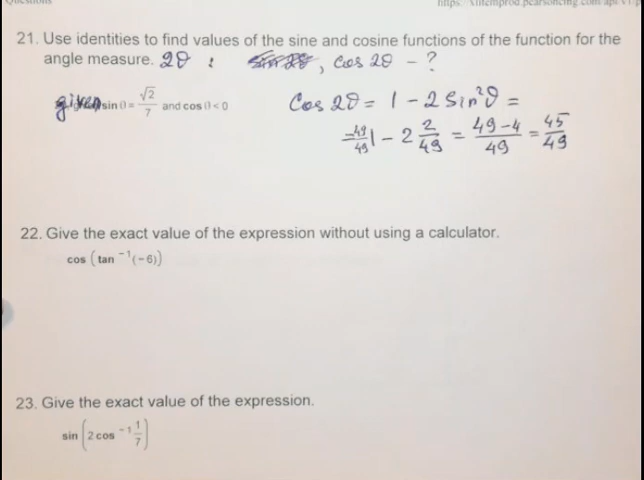 21. Use identities to find values of the sine and cosine functions of the function for the
angle measure. 2θ : , cos 2θ - ?
given sin θ = √2/7 and cos θ < 0
Cos 2θ = 1 - 2 Sin²θ =
49/49 1 - 2 2/49 = 49-4/49 = 45/49
22. Give the exact value of the expression without using a calculator.
cos (tan ⁻¹(-6))
23. Give the exact value of the expression.
sin (2 cos ⁻¹ 1/7)